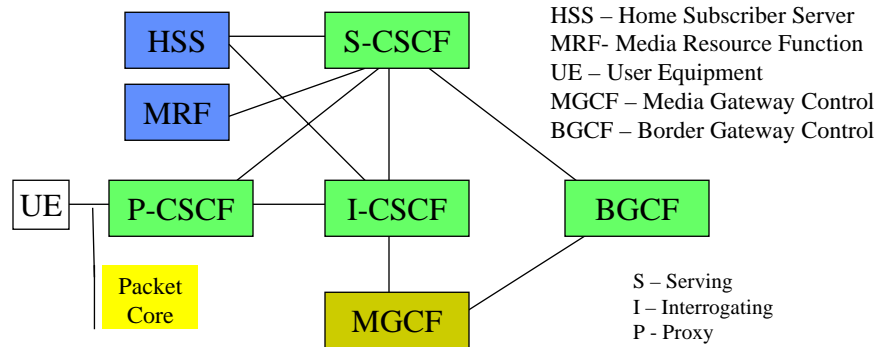 HSS
S-CSCF
HSS – Home Subscriber Server
MRF- Media Resource Function
UE – User Equipment
MGCF – Media Gateway Control
BGCF – Border Gateway Control
MRF
UE
P-CSCF
I-CSCF
BGCF
Packet
Core
MGCF
S – Serving
I – Interrogating
P - Proxy